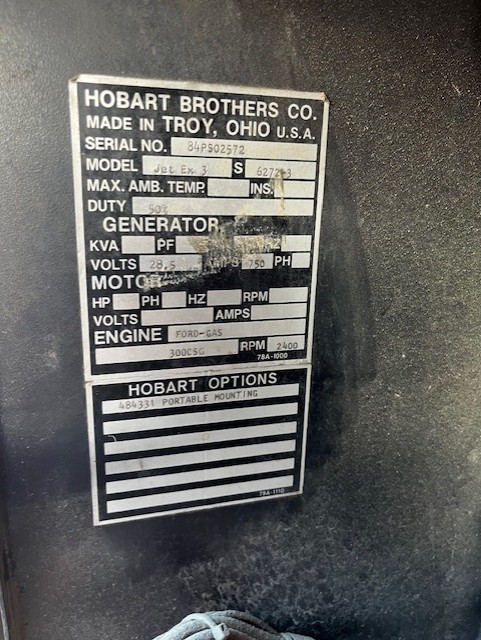 HOBART BROTHERS CO.
MADE IN TROY, OHIO U.S.A.
SERIAL NO. 84PS02572
MODEL Jet Ex 3 S
MAX. AMB. TEMP. INS.
DUTY 50%
GENERATOR
KVA PF
VOLTS 28.5 AMPS 750 PH
MOTOR
HP PH HZ RPM
VOLTS AMPS
ENGINE FORD-GAS
300CSG RPM 2400
78A-1000
HOBART OPTIONS
484331 PORTABLE MOUNTING
78A-1110